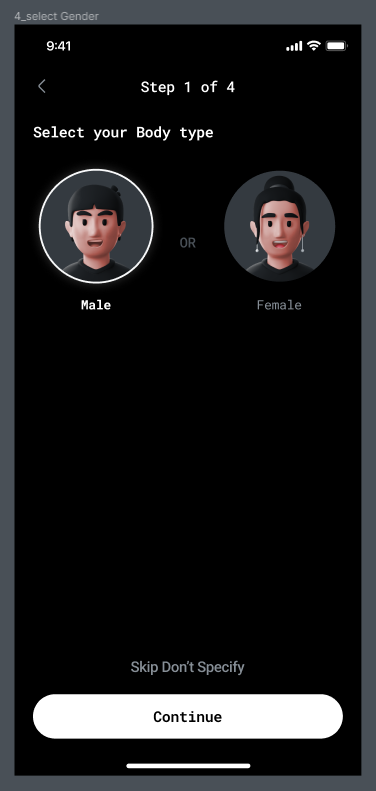 4_select Gender
9:41
Step 1 of 4
Select your Body type
OR
Male
Female
Skip Don't Specify
Continue